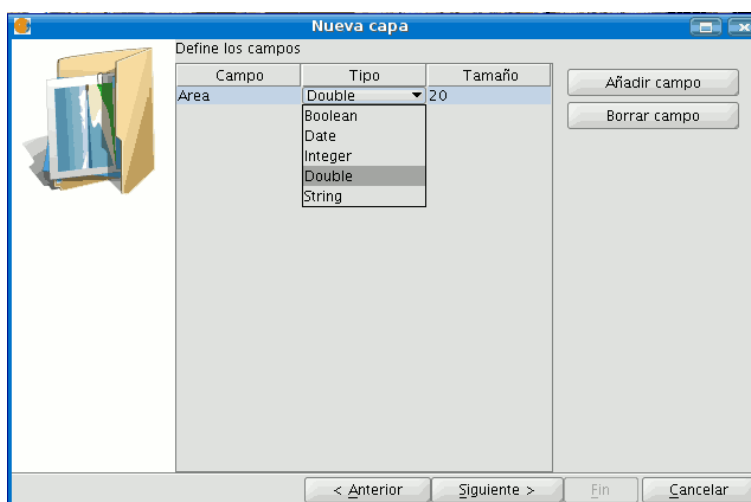 Nueva capa
Define los campos
Campo Tipo Tamaño
Area Double 20
Boolean
Date
Integer
Double
String
Añadir campo
Borrar campo
< Anterior Siguiente > Fin Cancelar